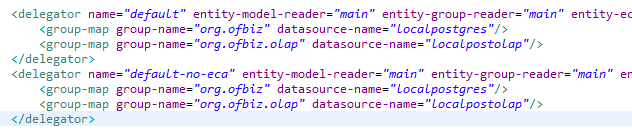 <delegator name="default" entity-model-reader="main" entity-group-reader="main" entity-ec
<group-map group-name="org.ofbiz" datasource-name="localpostgres"/>
<group-map group-name="org.ofbiz.olap" datasource-name="localpostolap"/>
</delegator>
<delegator name="default-no-eca" entity-model-reader="main" entity-group-reader="main" en
<group-map group-name="org.ofbiz" datasource-name="localpostgres"/>
<group-map group-name="org.ofbiz.olap" datasource-name="localpostolap"/>
</delegator>